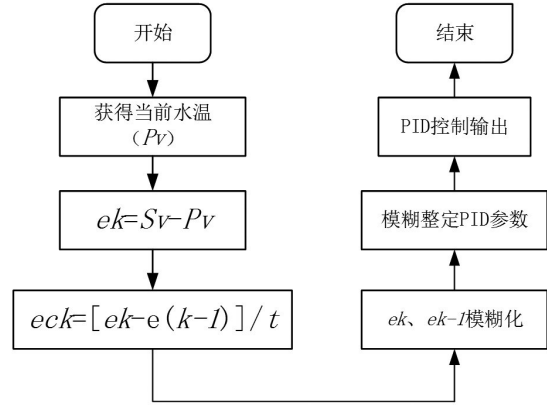 开始
获得当前水温
（Pv）
ek=Sv-Pv
eck=[ek-e(k-1)]/t
ek、ek-1模糊化
模糊整定PID参数
PID控制输出
结束